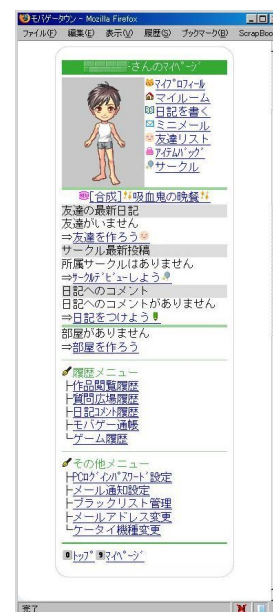 モバゲータウン - Mozilla Firefox
ファイル(F) 編集(E) 表示(V) 履歴(S) ブックマーク(B) ScrapBoo
さんのﾏｲﾍﾟｰｼﾞ
ﾏｲﾌﾟﾛﾌィｰﾙ
マイルーム
日記を書く
ミニメール
友達リスト
ｱｲﾃﾑﾊﾞｯｸﾞ
サークル
[合成]吸血鬼の晩餐
友達の最新日記
友達がいません
⇒友達を作ろう
サークル最新投稿
所属サークルはありません
⇒ｻｰｸﾙﾃﾞﾋﾞｭｰしよう
日記へのコメント
日記へのコメントがありません
⇒日記をつけよう
部屋がありません
⇒部屋を作ろう
履歴メニュー
├作品閲覧履歴
├質問広場履歴
├日記ｺﾒﾝﾄ履歴
├モバゲー通帳
└ゲーム履歴
その他メニュー
├PCﾛｸﾞｲﾝﾊﾟｽﾜｰﾄﾞ設定
├メール通知設定
├ブラックリスト管理
├メールアドレス変更
└ケータイ機種変更
0ﾄｯﾌﾟ 9ﾏｲﾍﾟｰｼﾞ
完了